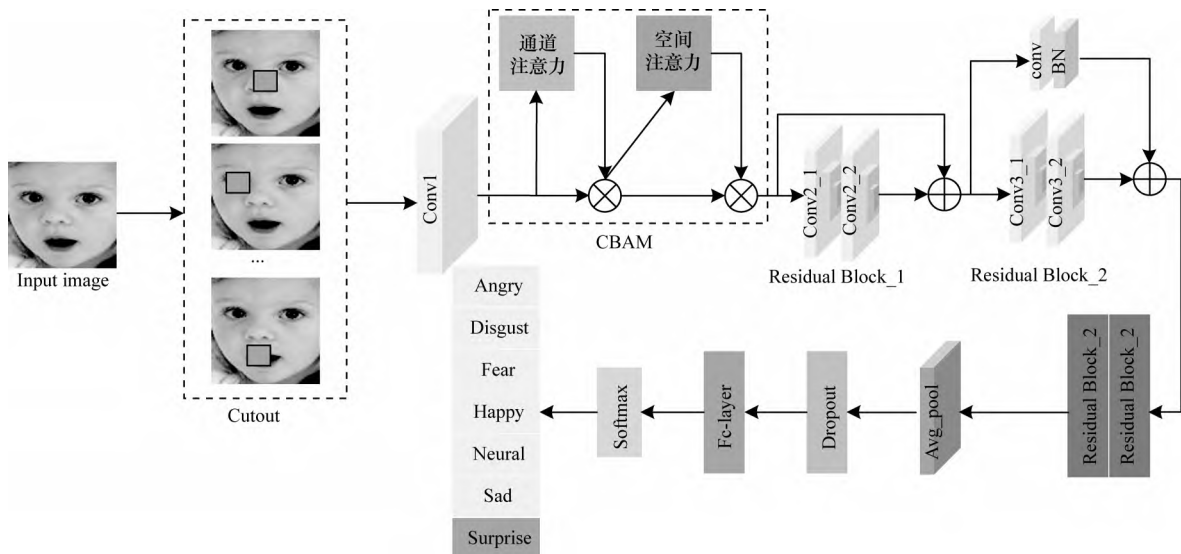 Input image
...
Cutout
Conv1
通道
注意力
空间
注意力
CBAM
Conv2_1
Conv2_2
Residual Block_1
conv
BN
Conv3_1
Conv3_2
Residual Block_2
Residual Block_2
Residual Block_2
Avg_pool
Dropout
Fc-layer
Softmax
Angry
Disgust
Fear
Happy
Neural
Sad
Surprise